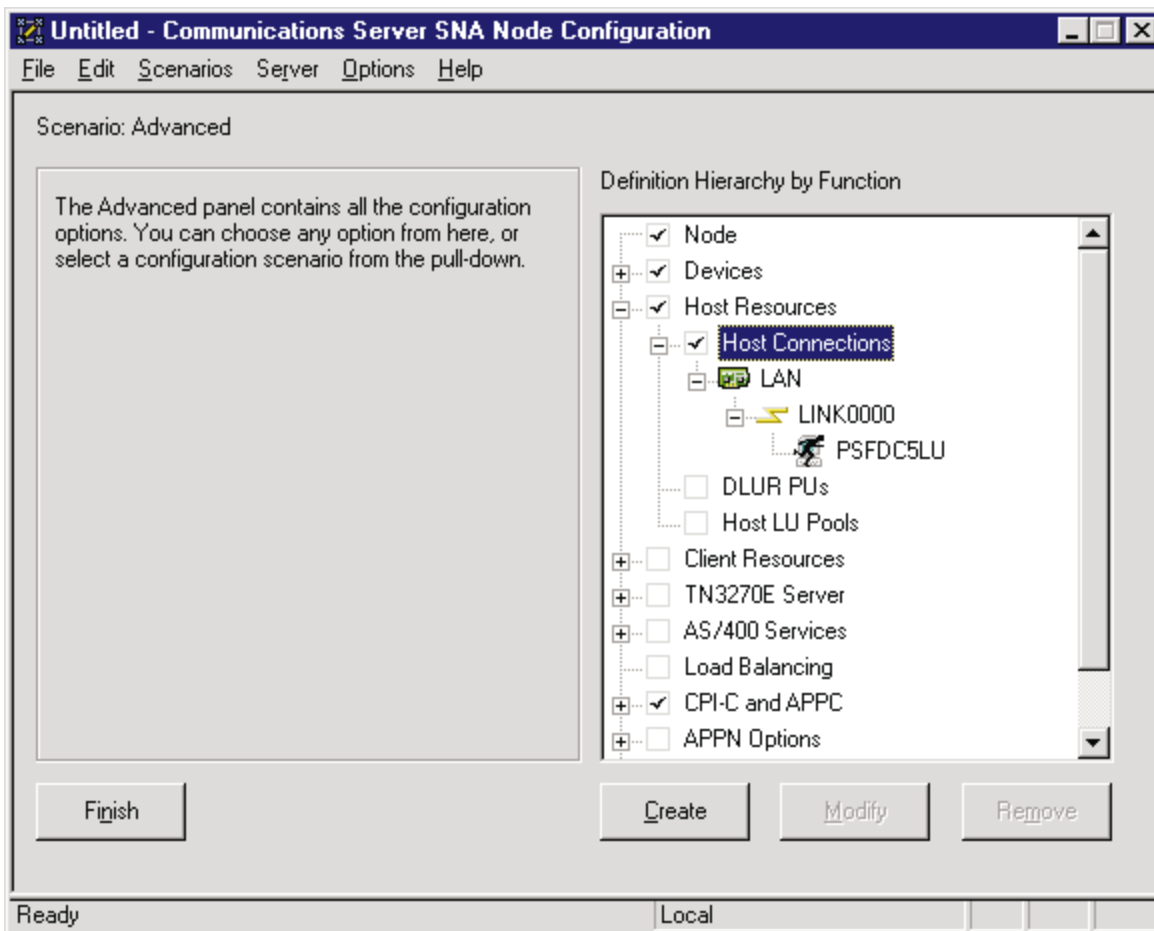 Untitled - Communications Server SNA Node Configuration
File Edit Scenarios Server Options Help
Scenario: Advanced
The Advanced panel contains all the configuration
options. You can choose any option from here, or
select a configuration scenario from the pull-down.
Definition Hierarchy by Function
Node
Devices
Host Resources
Host Connections
LAN
LINK0000
PSFDC5LU
DLUR PUs
Host LU Pools
Client Resources
TN3270E Server
AS/400 Services
Load Balancing
CPI-C and APPC
APPN Options
Finish
Create
Modify
Remove
Ready
Local